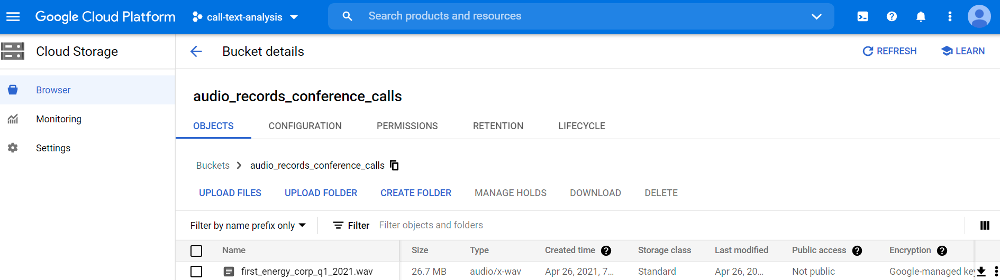 Google Cloud Platform call-text-analysis Search products and resources
Cloud Storage Bucket details REFRESH LEARN
Browser
Monitoring
Settings
audio_records_conference_calls
OBJECTS CONFIGURATION PERMISSIONS RETENTION LIFECYCLE
Buckets audio_records_conference_calls
UPLOAD FILES UPLOAD FOLDER CREATE FOLDER MANAGE HOLDS DOWNLOAD DELETE
Filter by name prefix only Filter Filter objects and folders
Name Size Type Created time Storage class Last modified Public access Encryption
first_energy_corp_q1_2021.wav 26.7 MB audio/x-wav Apr 26, 2021, 7... Standard Apr 26, 20... Not public Google-managed key